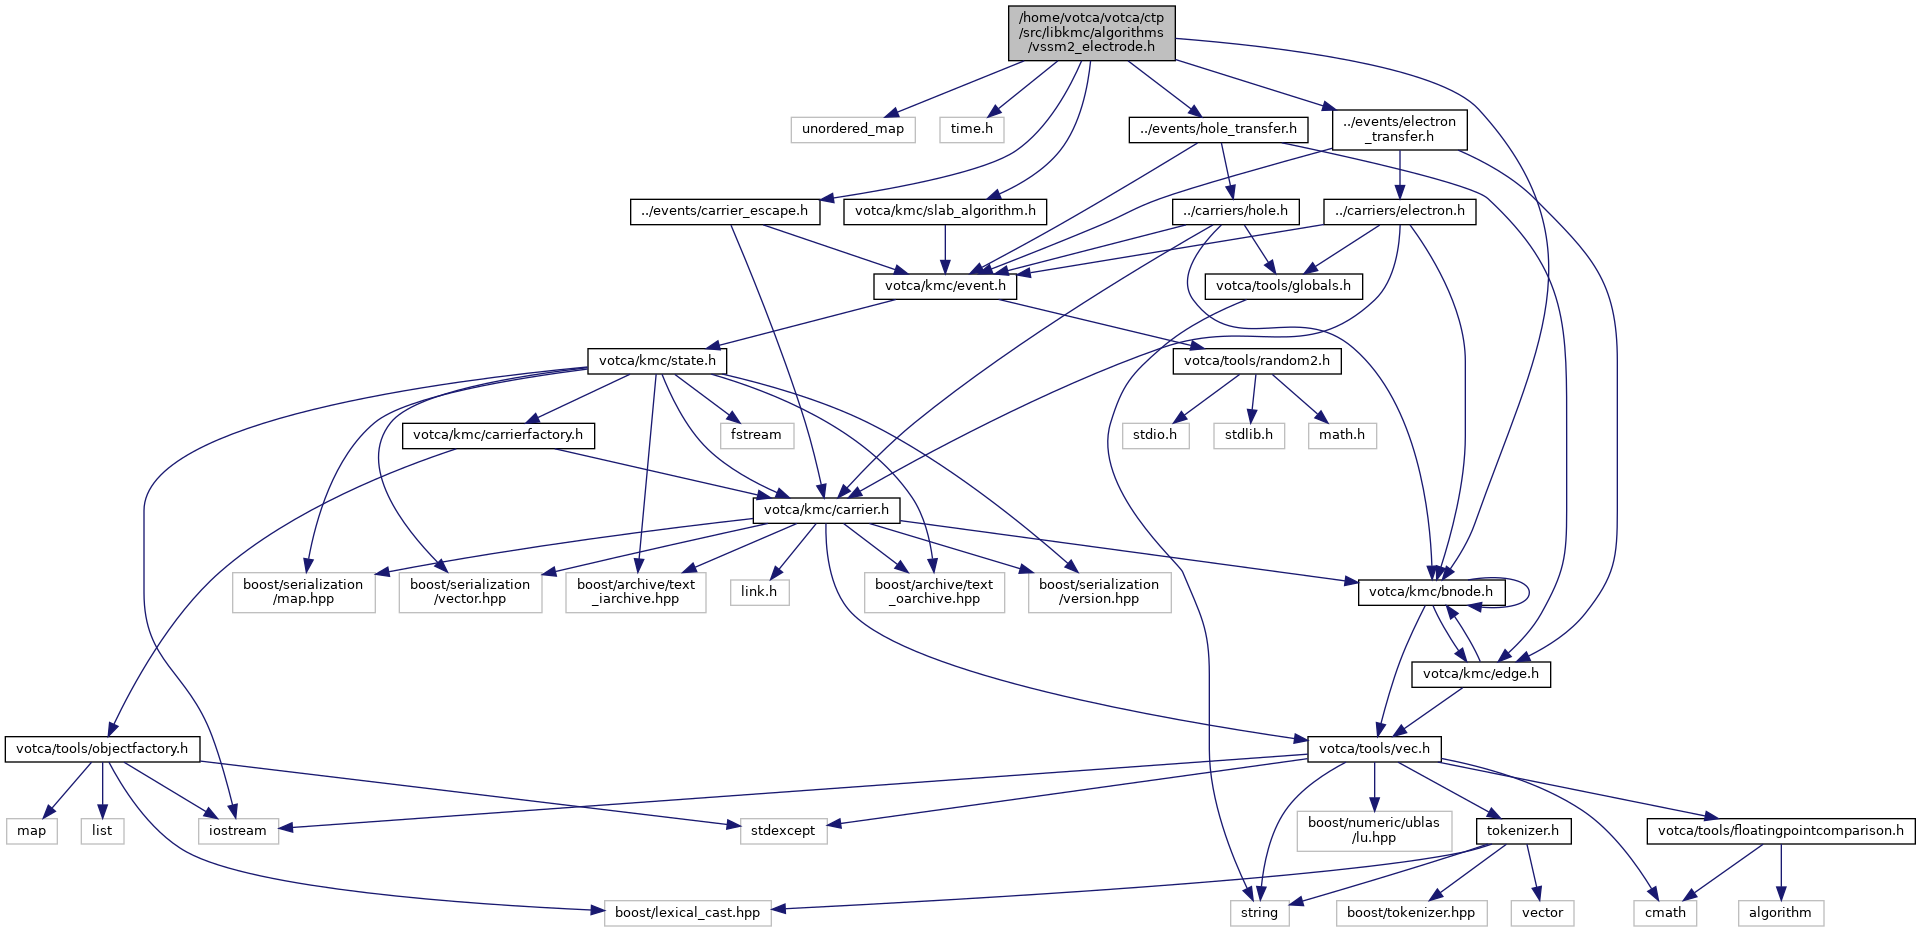 /home/votca/votca/ctp
/src/libkmc/algorithms
/vssm2_electrode.h
unordered_map
time.h
../events/hole_transfer.h
../events/electron
_transfer.h
../events/carrier_escape.h
votca/kmc/slab_algorithm.h
../carriers/hole.h
../carriers/electron.h
votca/kmc/event.h
votca/tools/globals.h
votca/kmc/state.h
votca/tools/random2.h
votca/kmc/carrierfactory.h
fstream
stdio.h
stdlib.h
math.h
votca/kmc/carrier.h
boost/serialization
/map.hpp
boost/serialization
/vector.hpp
boost/archive/text
_iarchive.hpp
link.h
boost/archive/text
_oarchive.hpp
boost/serialization
/version.hpp
votca/kmc/bnode.h
votca/kmc/edge.h
votca/tools/objectfactory.h
votca/tools/vec.h
map
list
iostream
stdexcept
boost/numeric/ublas
/lu.hpp
tokenizer.h
votca/tools/floatingpointcomparison.h
boost/lexical_cast.hpp
string
boost/tokenizer.hpp
vector
cmath
algorithm